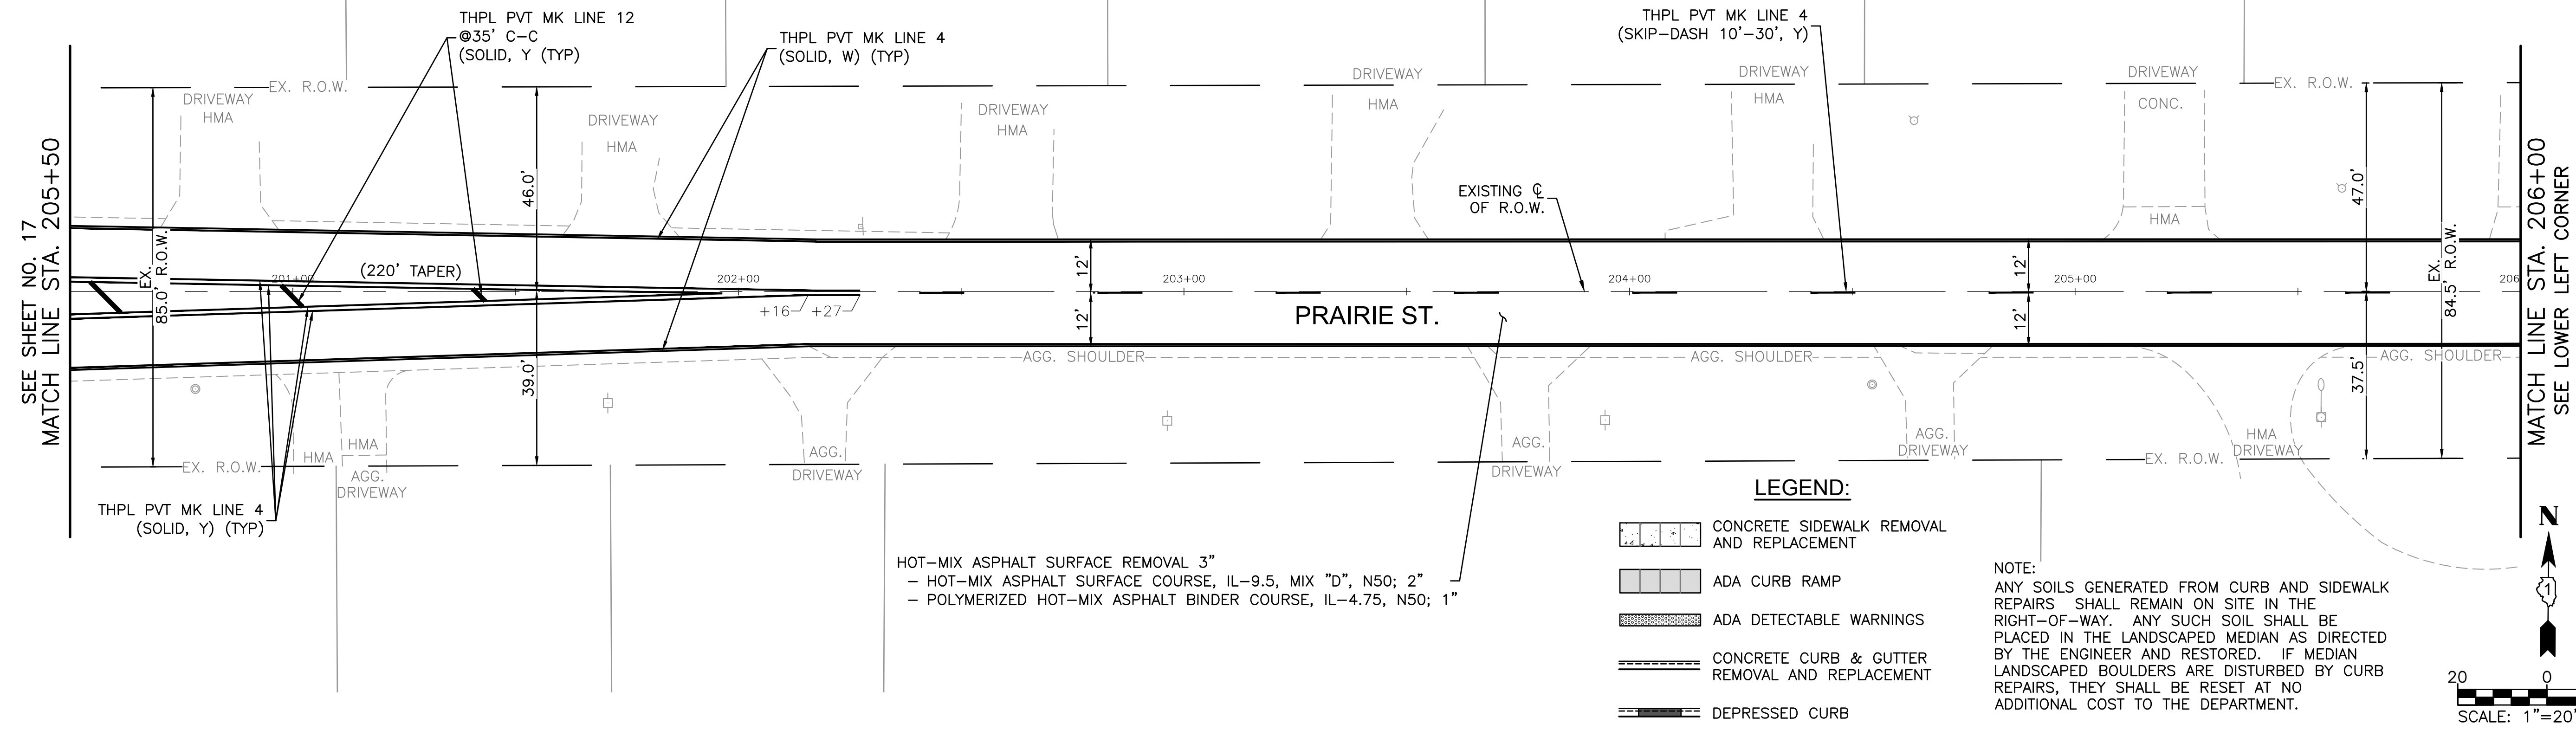 THPL PVT MK LINE 12
@35' C-C
(SOLID, Y (TYP)
THPL PVT MK LINE 4
(SOLID, W) (TYP)
THPL PVT MK LINE 4
(SKIP-DASH 10'-30', Y)
EX. R.O.W.
DRIVEWAY
HMA
DRIVEWAY
HMA
DRIVEWAY
HMA
DRIVEWAY
HMA
DRIVEWAY
HMA
DRIVEWAY
CONC.
HMA
EX. R.O.W.
SEE SHEET NO. 17
MATCH LINE STA. 205+50
EX.
85.0' R.O.W.
46.0'
39.0'
(220' TAPER)
201+00
202+00
203+00
204+00
205+00
206
+16
+27
12'
12'
EXISTING ℄
OF R.O.W.
PRAIRIE ST.
12'
12'
47.0'
37.5'
EX.
84.5' R.O.W.
MATCH LINE STA. 206+00
SEE LOWER LEFT CORNER
AGG. SHOULDER
AGG. SHOULDER
AGG. SHOULDER
EX. R.O.W.
HMA
HMA
AGG.
DRIVEWAY
AGG.
DRIVEWAY
AGG.
DRIVEWAY
AGG.
DRIVEWAY
HMA
DRIVEWAY
EX. R.O.W.
THPL PVT MK LINE 4
(SOLID, Y) (TYP)
HOT-MIX ASPHALT SURFACE REMOVAL 3"
- HOT-MIX ASPHALT SURFACE COURSE, IL-9.5, MIX "D", N50; 2"
- POLYMERIZED HOT-MIX ASPHALT BINDER COURSE, IL-4.75, N50; 1"
LEGEND:
CONCRETE SIDEWALK REMOVAL
AND REPLACEMENT
ADA CURB RAMP
ADA DETECTABLE WARNINGS
CONCRETE CURB & GUTTER
REMOVAL AND REPLACEMENT
DEPRESSED CURB
NOTE:
ANY SOILS GENERATED FROM CURB AND SIDEWALK
REPAIRS SHALL REMAIN ON SITE IN THE
RIGHT-OF-WAY. ANY SUCH SOIL SHALL BE
PLACED IN THE LANDSCAPED MEDIAN AS DIRECTED
BY THE ENGINEER AND RESTORED. IF MEDIAN
LANDSCAPED BOULDERS ARE DISTURBED BY CURB
REPAIRS, THEY SHALL BE RESET AT NO
ADDITIONAL COST TO THE DEPARTMENT.
N
1
20 0
SCALE: 1"=20'